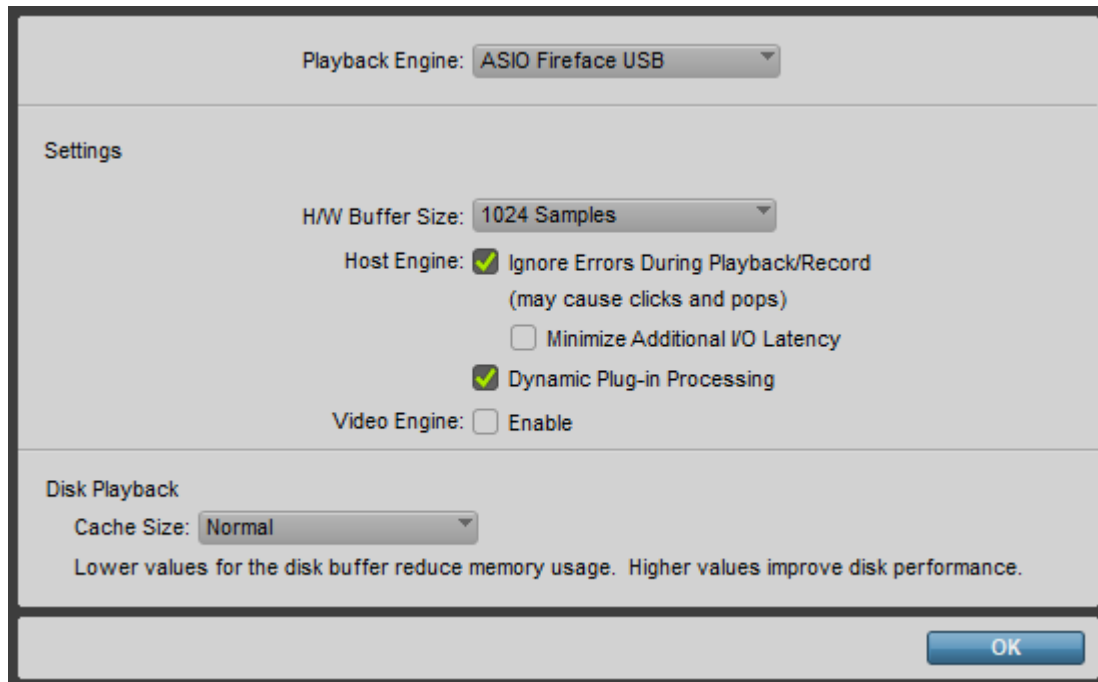 Playback Engine: ASIO Fireface USB
Settings
H/W Buffer Size: 1024 Samples
Host Engine: Ignore Errors During Playback/Record
(may cause clicks and pops)
Minimize Additional I/O Latency
Dynamic Plug-in Processing
Video Engine: Enable
Disk Playback
Cache Size: Normal
Lower values for the disk buffer reduce memory usage.  Higher values improve disk performance.
OK